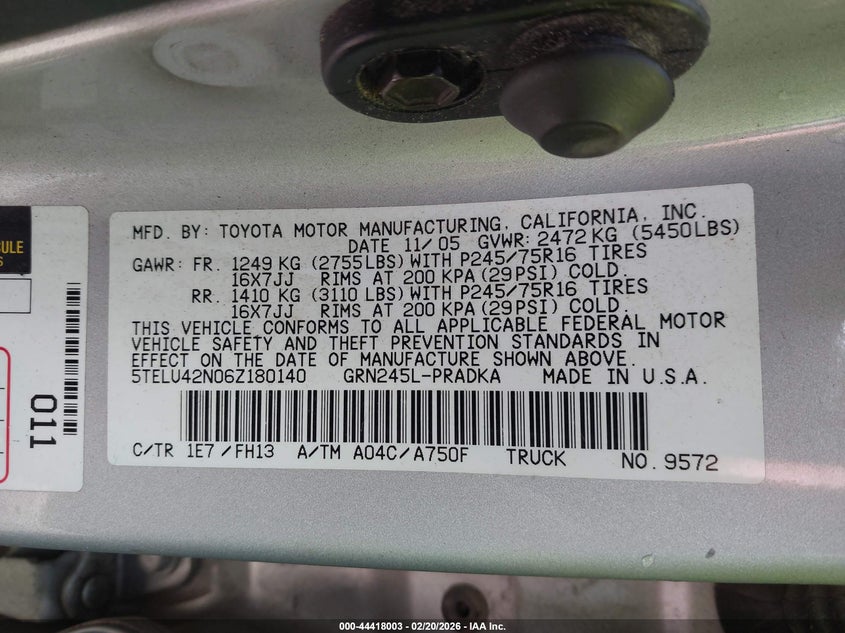 MFD. BY: TOYOTA MOTOR MANUFACTURING, CALIFORNIA, INC.
DATE 11/05 GVWR: 2472KG (5450LBS)
GAWR: FR. 1249 KG (2755LBS) WITH P245/75R16 TIRES
16X7JJ RIMS AT 200 KPA (29PSI) COLD.
RR. 1410 KG (3110 LBS) WITH P245/75R16 TIRES
16X7JJ RIMS AT 200 KPA (29PSI) COLD.
THIS VEHICLE CONFORMS TO ALL APPLICABLE FEDERAL MOTOR
VEHICLE SAFETY AND THEFT PREVENTION STANDARDS IN
EFFECT ON THE DATE OF MANUFACTURE SHOWN ABOVE.
5TELU42N06Z180140 GRN245L-PRADKA MADE IN U.S.A.
C/TR 1E7/FH13 A/TM A04C/A750F TRUCK NO. 9572
011
000-44418003 - 02/20/2026 - IAA Inc.